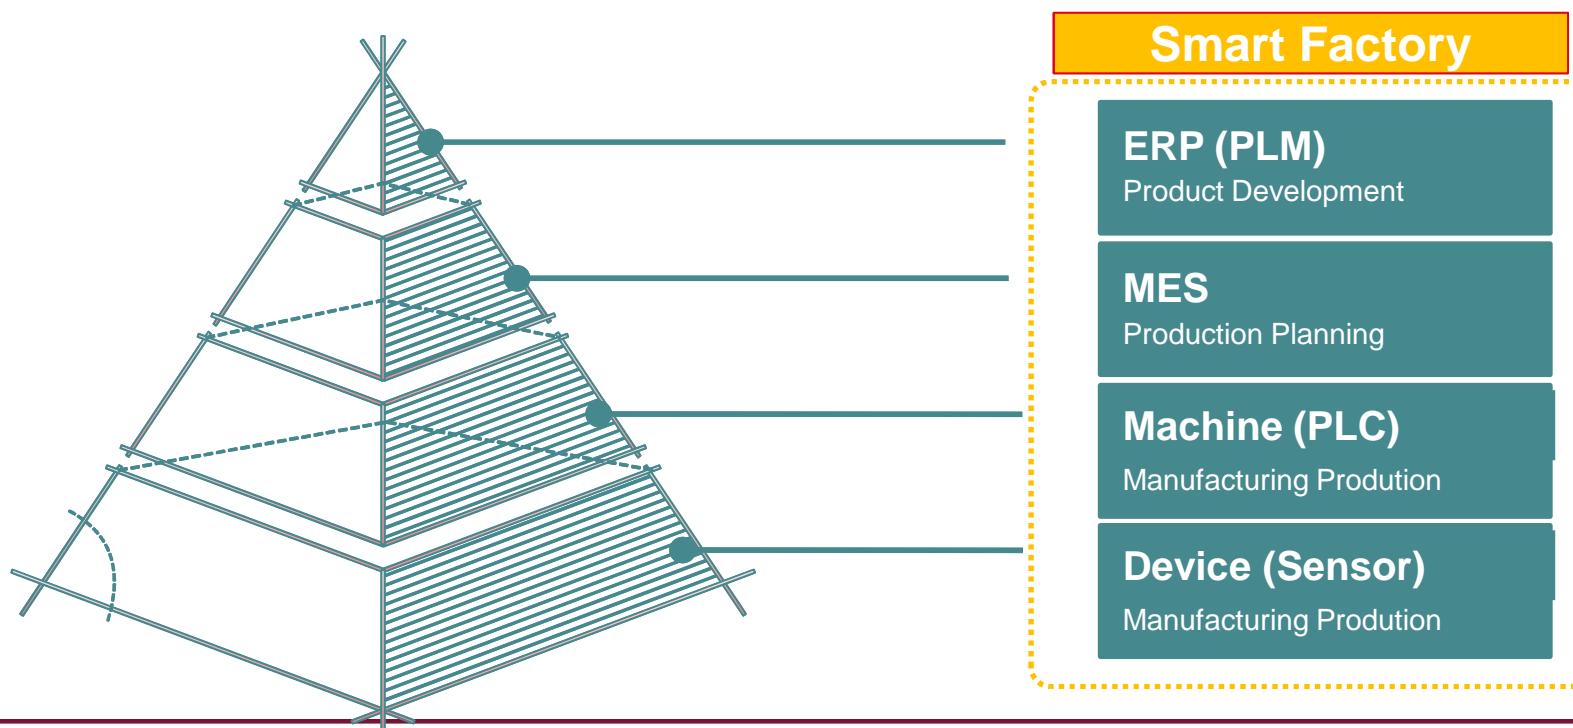 Smart Factory
ERP (PLM)
Product Development
MES
Production Planning
Machine (PLC)
Manufacturing Prodution
Device (Sensor)
Manufacturing Prodution